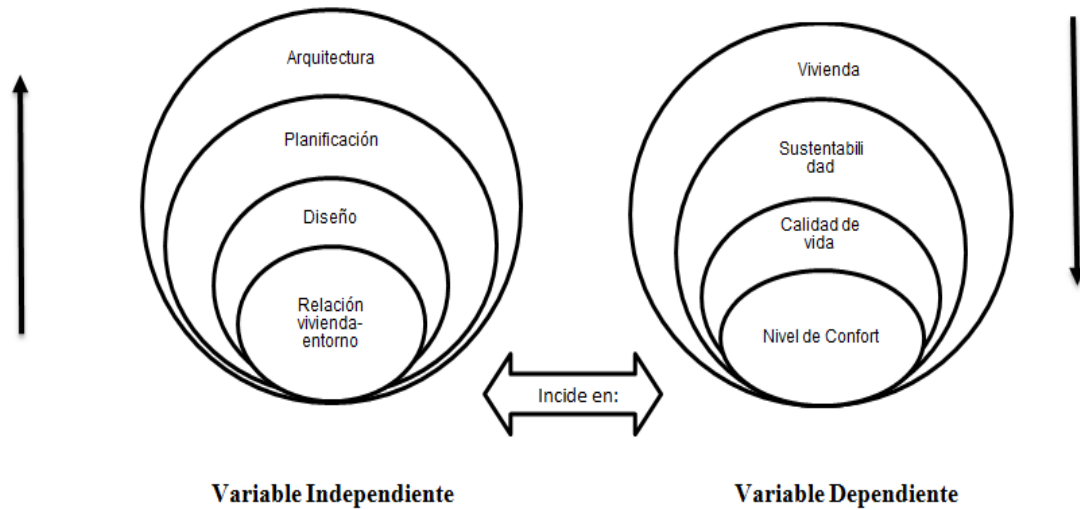 Arquitectura
Planificación
Diseño
Relación
vivienda-
entorno
Vivienda
Sustentabili
dad
Calidad de
vida
Nivel de Confort
Incide en:
Variable Independiente
Variable Dependiente